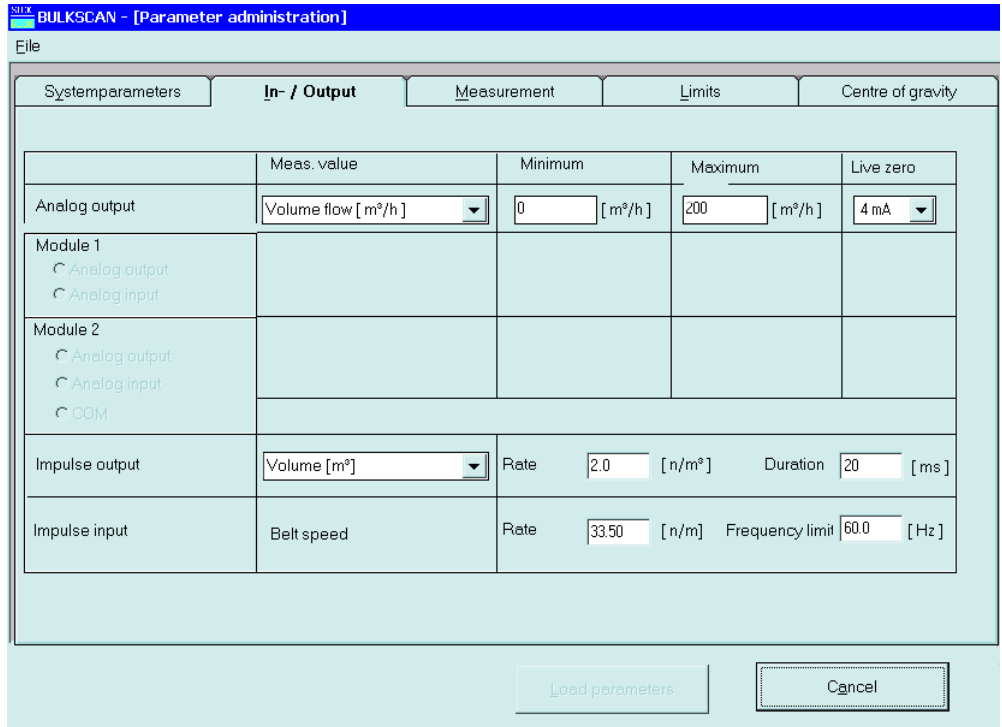 SICK
BULKSCAN - [Parameter administration]
File
Systemparameters In- / Output Measurement Limits Centre of gravity
Meas. value Minimum Maximum Live zero
Analog output Volume flow [ m³/h ] 0 [ m³/h ] 200 [ m³/h ] 4 mA
Module 1
Analog output
Analog input
Module 2
Analog output
Analog input
COM
Impulse output Volume [m³] Rate 2.0 [ n/m³ ] Duration 20 [ ms ]
Impulse input Belt speed Rate 33.50 [ n/m] Frequency limit 60.0 [ Hz ]
Load parameters Cancel